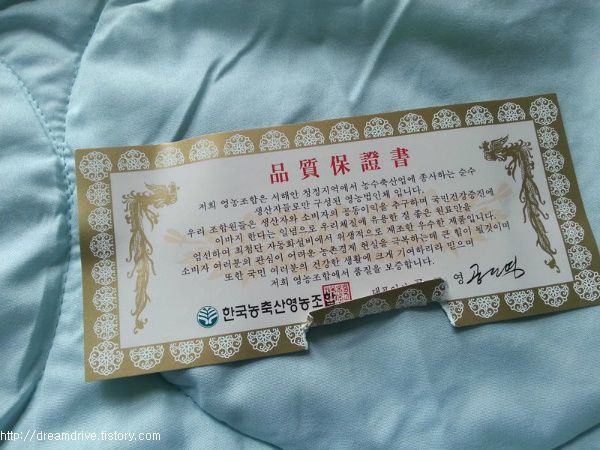 品質保證書
저희 영농조합은 서해안 청정지역에서 농수축산업에 종사하는 순수
생산자들로만 구성된 영농법인체 입니다.
우리 조합원들은 생산자와 소비자의 공동이익을 추구하며 국민건강증진에
이바지 한다는 일념으로 우리체질에 유용한 질 좋은 원료만을
엄선하여 최첨단 자동화설비에서 위생적으로 제조한 우수한 제품입니다.
소비자 여러분의 관심이 어려운 농촌경제 현실을 극복하는데 큰 힘이 될것이며
또한 국민 여러분의 건강한 생활에 크게 기여하리라 믿으며
저희 영농조합에서 품질을 보증합니다.
한국농축산영농조합
영
http://dreamdrive.tistory.com